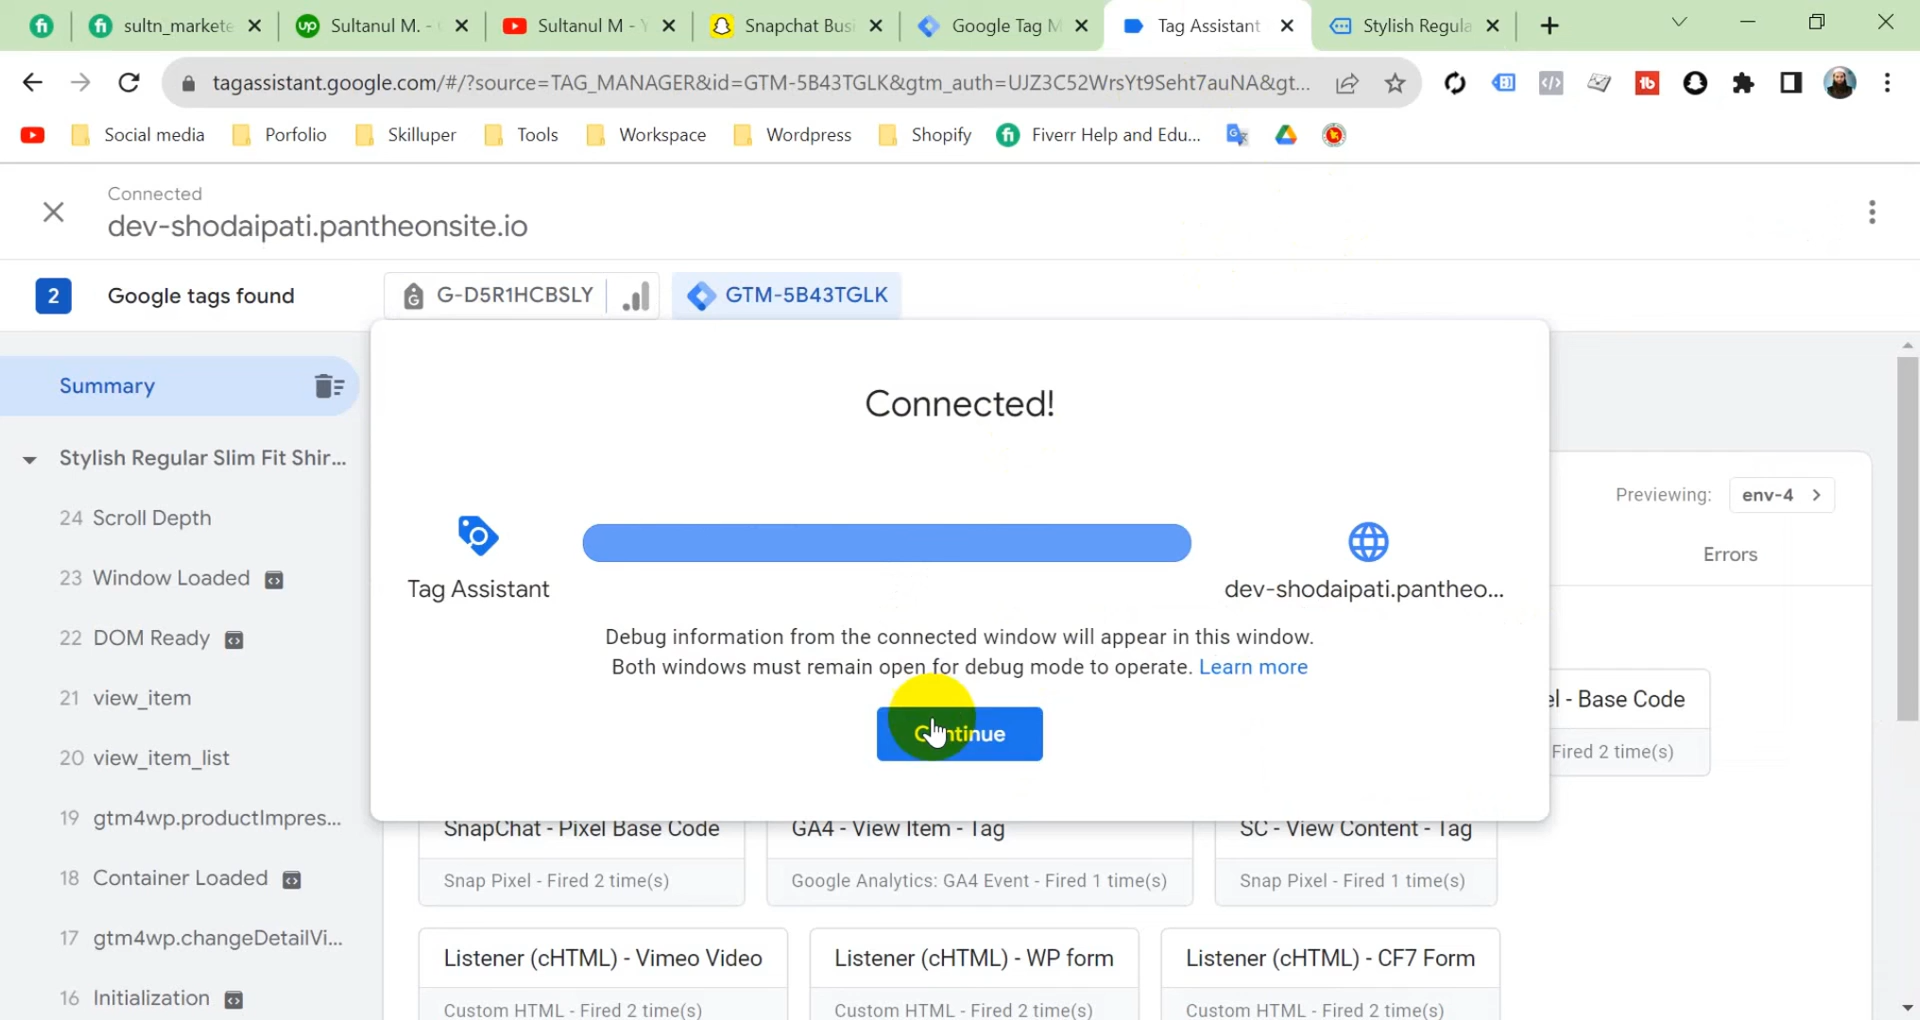 sultn_markete
Sultanul M. -
Sultanul M - Y
Snapchat Busi
Google Tag M
Tag Assistant
Stylish Regula
tagassistant.google.com/#/?source=TAG_MANAGER&id=GTM-5B43TGLK&gtm_auth=UJZ3C52WrsYt9Seht7auNA&gt...
Social media
Porfolio
Skilluper
Tools
Workspace
Wordpress
Shopify
Fiverr Help and Edu...
Connected
dev-shodaipati.pantheonsite.io
2 Google tags found
G-D5R1HCBSLY
GTM-5B43TGLK
Summary
Stylish Regular Slim Fit Shir...
24 Scroll Depth
23 Window Loaded
22 DOM Ready
21 view_item
20 view_item_list
19 gtm4wp.productImpres...
18 Container Loaded
17 gtm4wp.changeDetailVi...
16 Initialization
Connected!
Tag Assistant
dev-shodaipati.pantheo...
Debug information from the connected window will appear in this window.
Both windows must remain open for debug mode to operate. Learn more
Continue
Previewing: env-4
Errors
el - Base Code
Fired 2 time(s)
SnapChat - Pixel Base Code
Snap Pixel - Fired 2 time(s)
GA4 - View Item - Tag
Google Analytics: GA4 Event - Fired 1 time(s)
SC - View Content - Tag
Snap Pixel - Fired 1 time(s)
Listener (cHTML) - Vimeo Video
Custom HTML - Fired 2 time(s)
Listener (cHTML) - WP form
Custom HTML - Fired 2 time(s)
Listener (cHTML) - CF7 Form
Custom HTML - Fired 2 time(s)